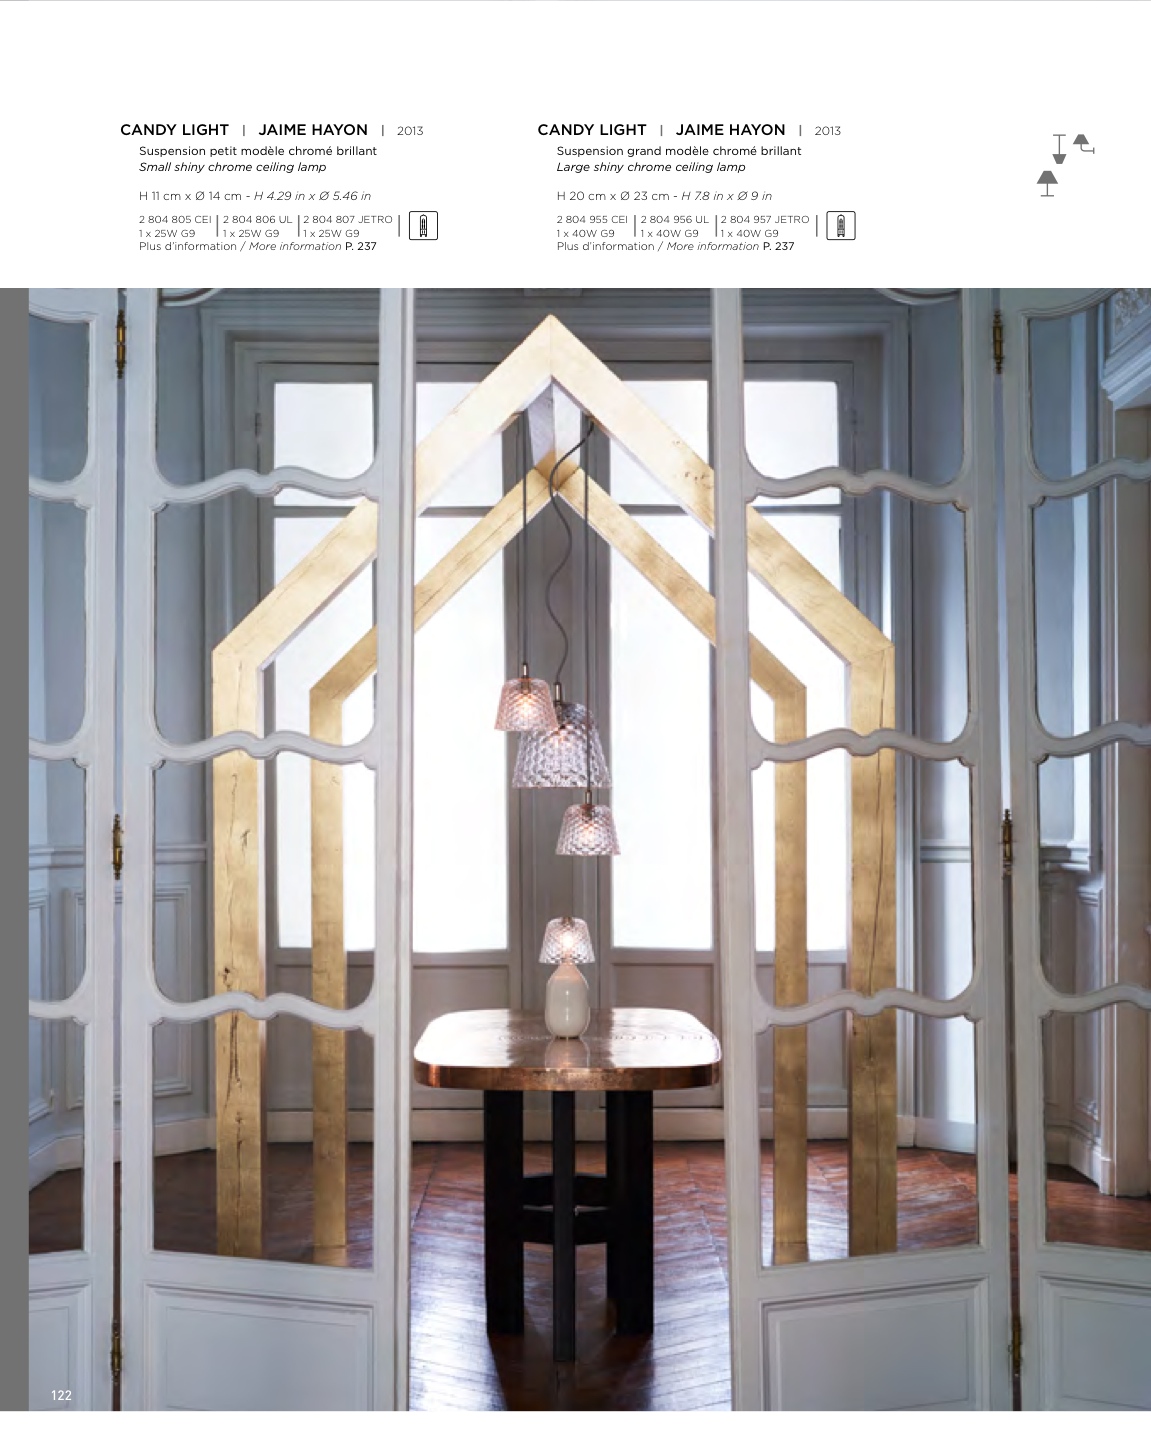 CANDY LIGHT | JAIME HAYON | 2013
Suspension petit modèle chromé brillant
Small shiny chrome ceiling lamp
H 11 cm x Ø 14 cm - H 4.29 in x Ø 5.46 in
2 804 805 CEI | 2 804 806 UL | 2 804 807 JETRO |
1 x 25W G9 | 1 x 25W G9 | 1 x 25W G9 |
Plus d'information / More information P. 237
CANDY LIGHT | JAIME HAYON | 2013
Suspension grand modèle chromé brillant
Large shiny chrome ceiling lamp
H 20 cm x Ø 23 cm - H 7.8 in x Ø 9 in
2 804 955 CEI | 2 804 956 UL | 2 804 957 JETRO |
1 x 40W G9 | 1 x 40W G9 | 1 x 40W G9 |
Plus d'information / More information P. 237
122